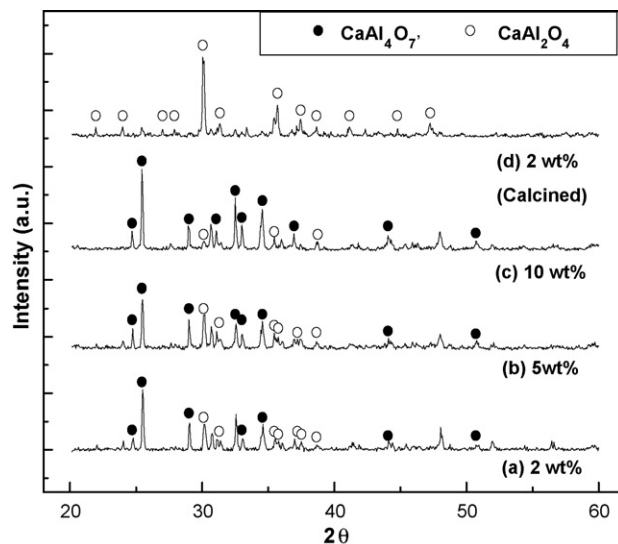 ● CaAl₄O₇, ○ CaAl₂O₄
(d) 2 wt%
(Calcined)
(c) 10 wt%
(b) 5wt%
(a) 2 wt%
Intensity (a.u.)
20 30 40 50 60
2θ